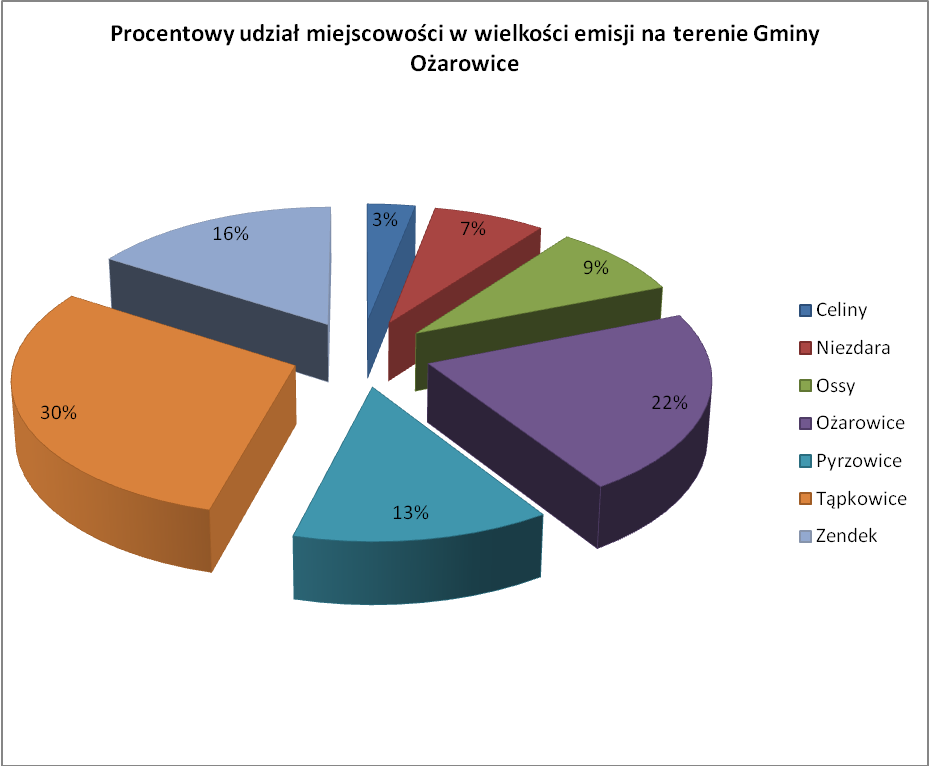 Procentowy udział miejscowości w wielkości emisji na terenie Gminy
Ożarowice
3%
7%
9%
22%
13%
30%
16%
Celiny
Niezdara
Ossy
Ożarowice
Pyrzowice
Tąpkowice
Zendek